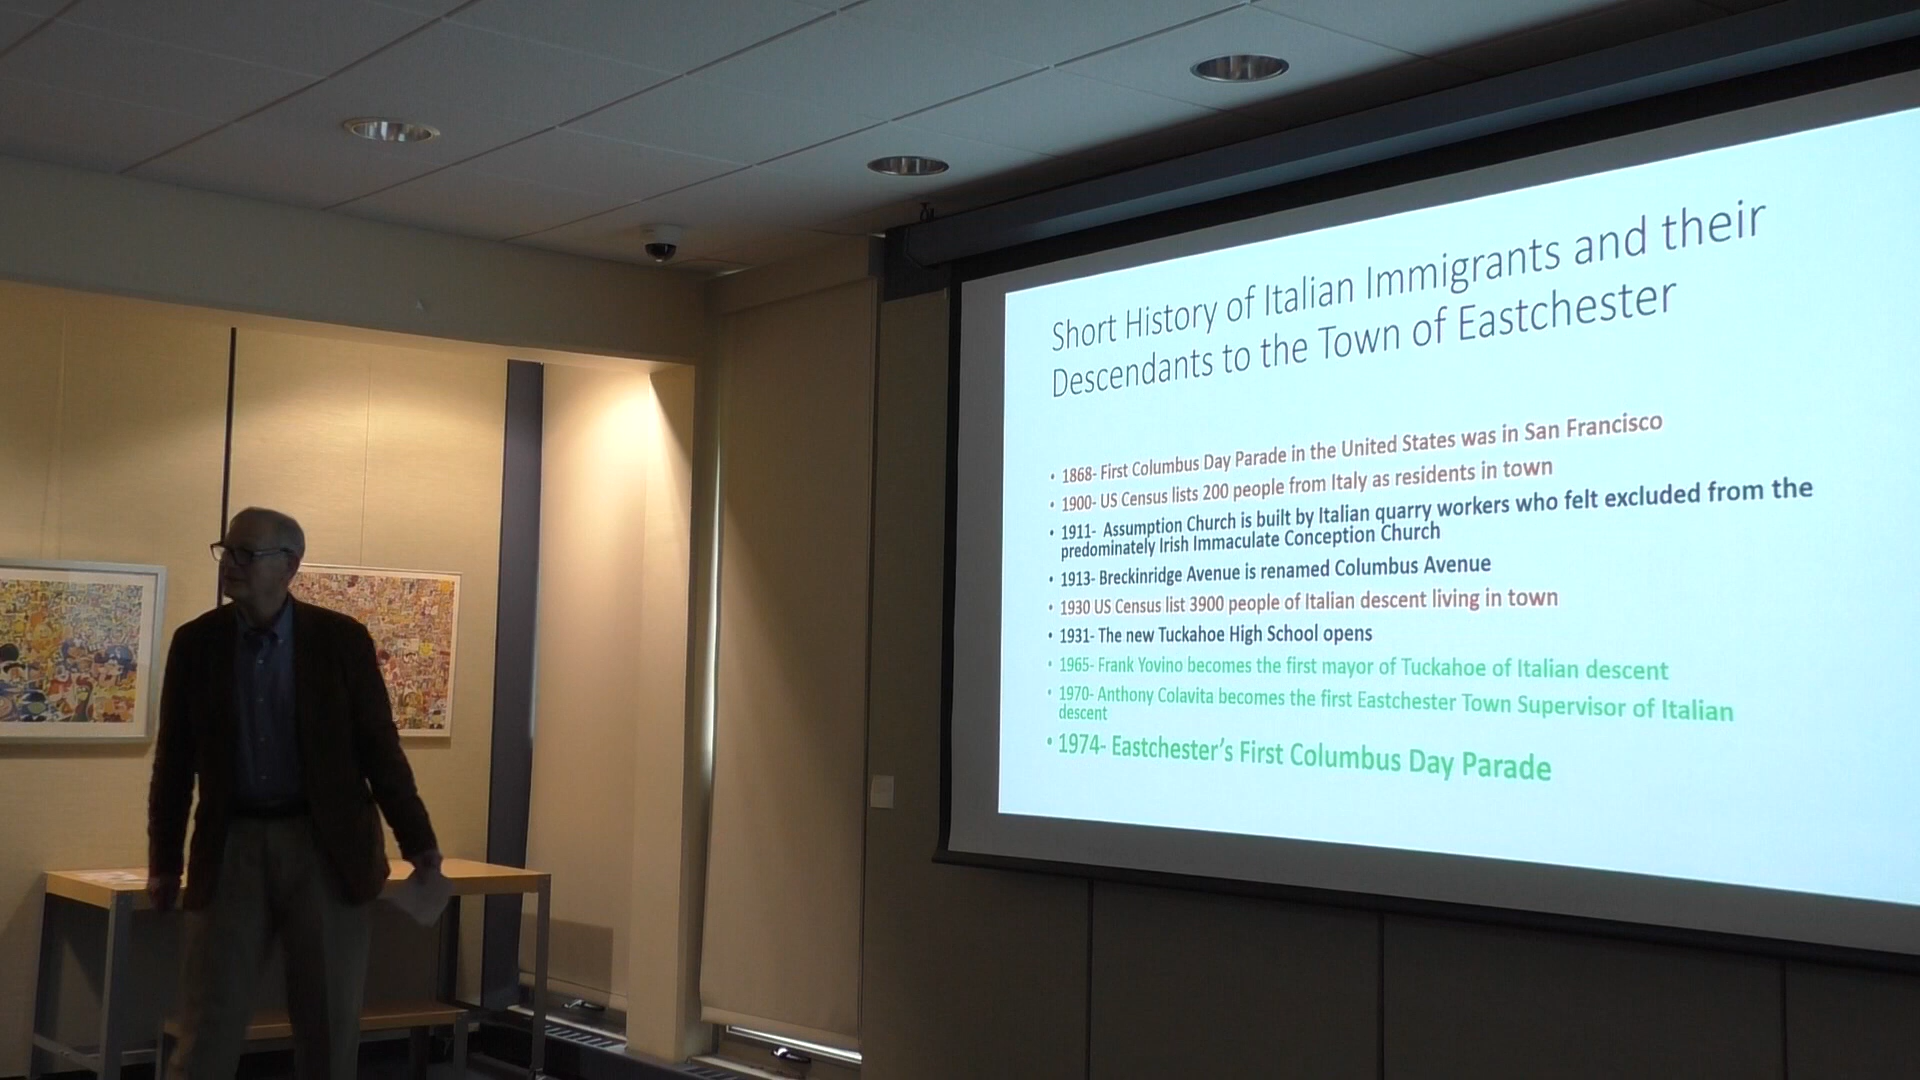 Short History of Italian Immigrants and their
Descendants to the Town of Eastchester
• 1868- First Columbus Day Parade in the United States was in San Francisco
• 1900- US Census lists 200 people from Italy as residents in town
• 1911- Assumption Church is built by Italian quarry workers who felt excluded from the
predominately Irish Immaculate Conception Church
• 1913- Breckinridge Avenue is renamed Columbus Avenue
• 1930 US Census list 3900 people of Italian descent living in town
• 1931- The new Tuckahoe High School opens
• 1965- Frank Yovino becomes the first mayor of Tuckahoe of Italian descent
• 1970- Anthony Colavita becomes the first Eastchester Town Supervisor of Italian
descent
• 1974- Eastchester’s First Columbus Day Parade